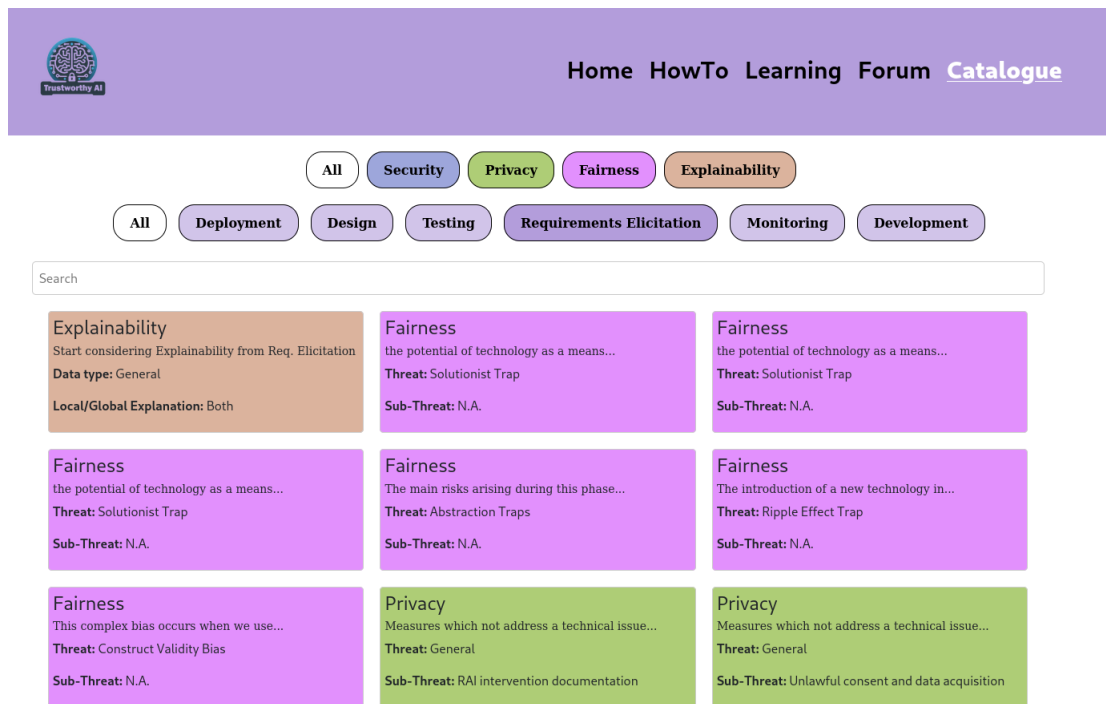 Trustworthy AI
Home HowTo Learning Forum Catalogue
All Security Privacy Fairness Explainability
All Deployment Design Testing Requirements Elicitation Monitoring Development
Search
Explainability
Start considering Explainability from Req. Elicitation
Data type: General
Local/Global Explanation: Both
Fairness
the potential of technology as a means...
Threat: Solutionist Trap
Sub-Threat: N.A.
Fairness
the potential of technology as a means...
Threat: Solutionist Trap
Sub-Threat: N.A.
Fairness
the potential of technology as a means...
Threat: Solutionist Trap
Sub-Threat: N.A.
Fairness
The main risks arising during this phase...
Threat: Abstraction Traps
Sub-Threat: N.A.
Fairness
The introduction of a new technology in...
Threat: Ripple Effect Trap
Sub-Threat: N.A.
Fairness
This complex bias occurs when we use...
Threat: Construct Validity Bias
Sub-Threat: N.A.
Privacy
Measures which not address a technical issue...
Threat: General
Sub-Threat: RAI intervention documentation
Privacy
Measures which not address a technical issue...
Threat: General
Sub-Threat: Unlawful consent and data acquisition